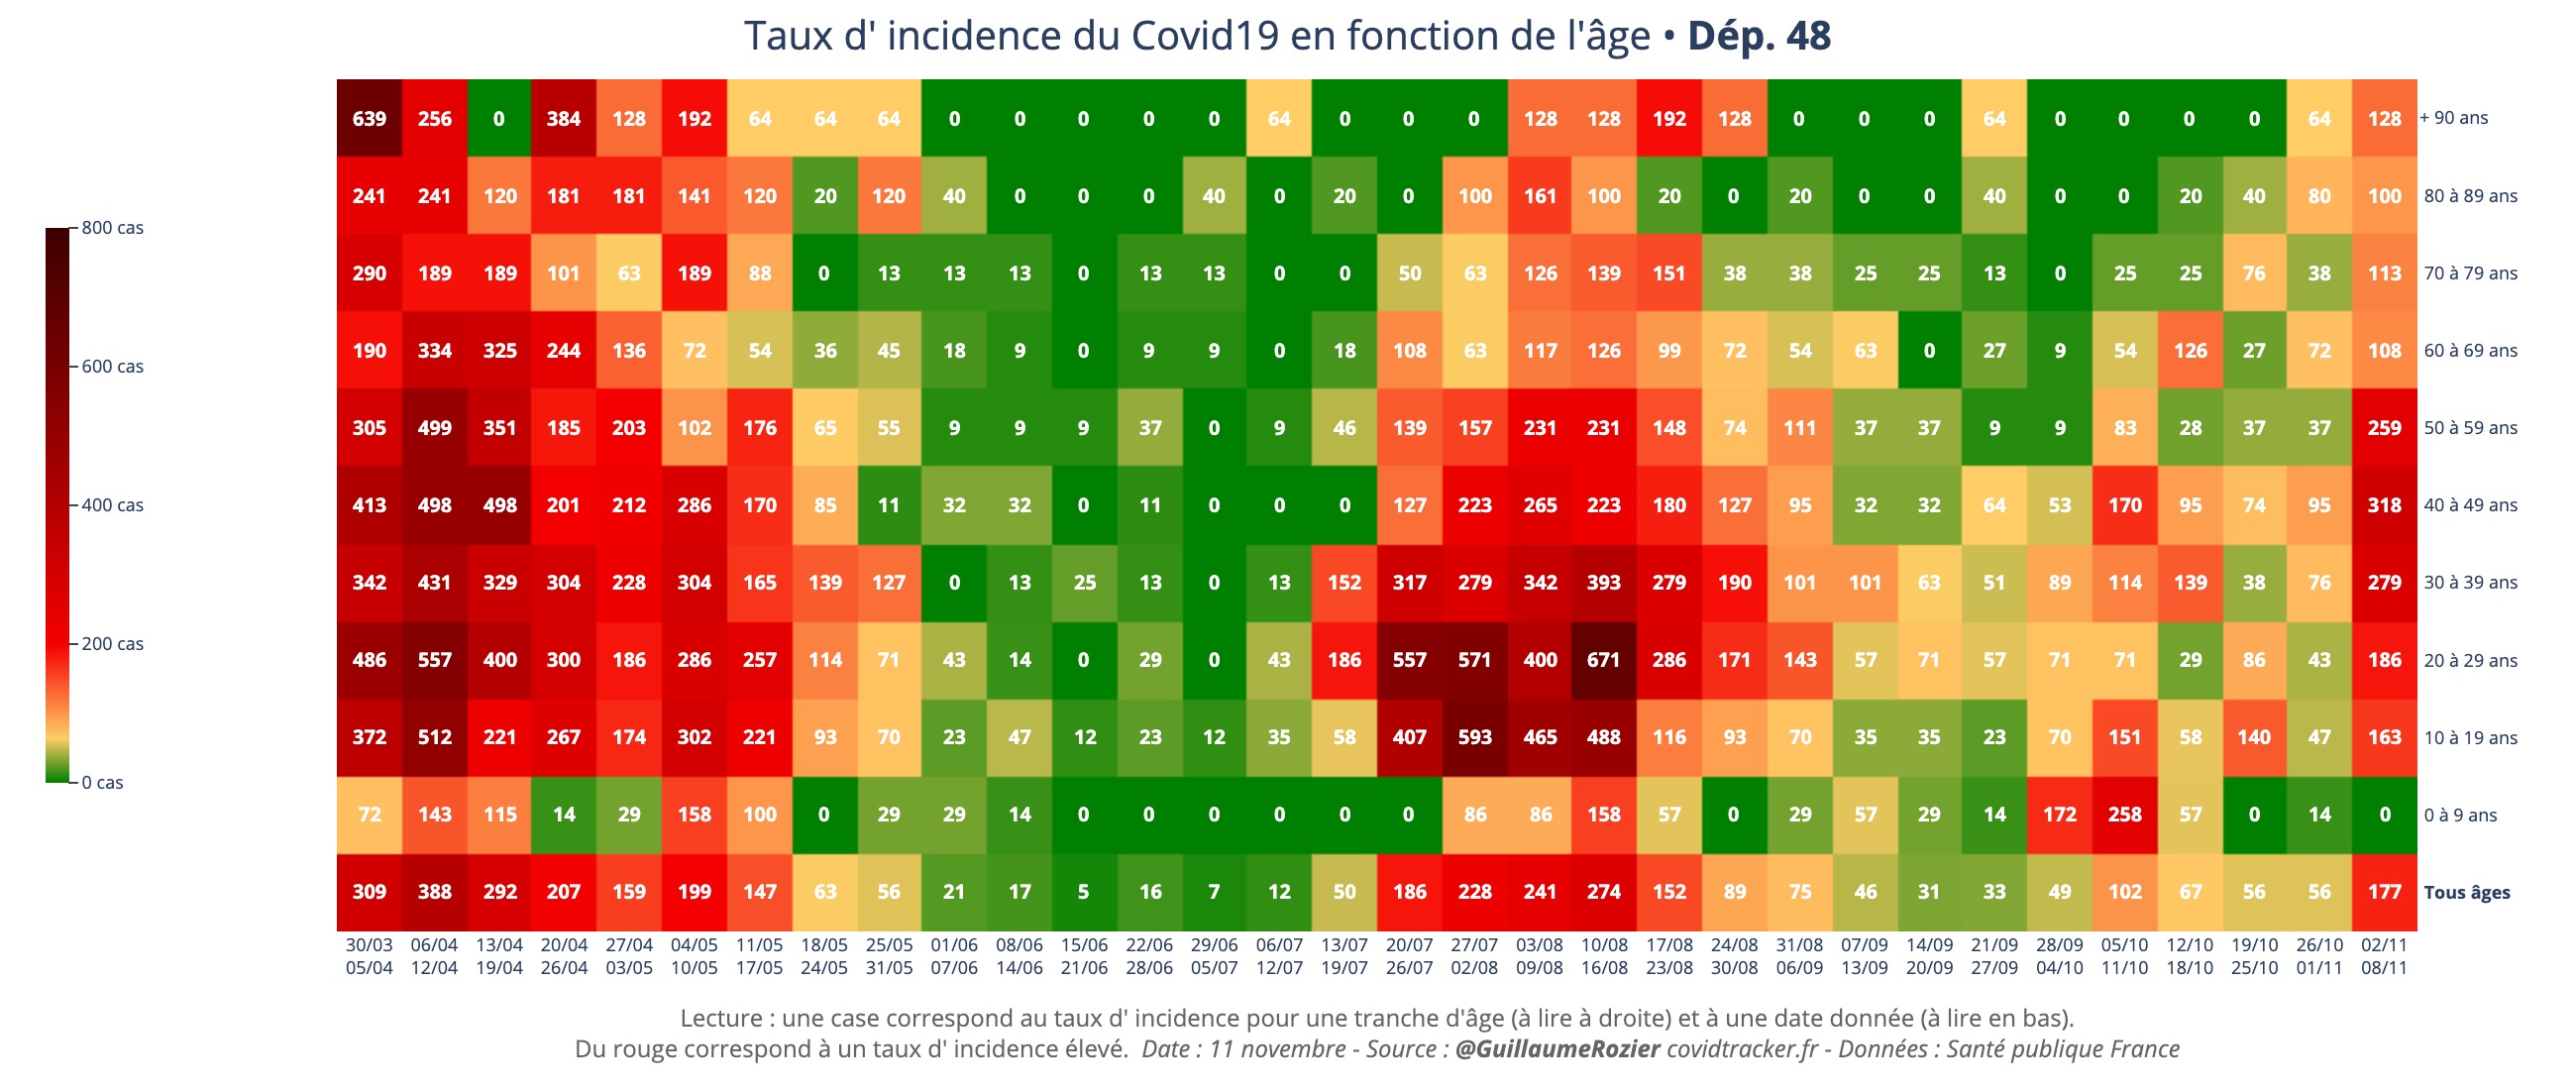 Taux d' incidence du Covid19 en fonction de l'âge • Dép. 48
800 cas
600 cas
400 cas
200 cas
0 cas
639 256 0 384 128 192 64 64 64 0 0 0 0 0 64 0 0 0 128 128 192 128 0 0 0 64 0 0 0 0 64 128 + 90 ans
241 241 120 181 181 141 120 20 120 40 0 0 0 40 0 20 0 100 161 100 20 0 20 0 0 40 0 0 20 40 80 100 80 à 89 ans
290 189 189 101 63 189 88 0 13 13 13 0 13 13 0 0 50 63 126 139 151 38 38 25 25 13 0 25 25 76 38 113 70 à 79 ans
190 334 325 244 136 72 54 36 45 18 9 0 9 9 0 18 108 63 117 126 99 72 54 63 0 27 9 54 126 27 72 108 60 à 69 ans
305 499 351 185 203 102 176 65 55 9 9 9 37 0 9 46 139 157 231 231 148 74 111 37 37 9 9 83 28 37 37 259 50 à 59 ans
413 498 498 201 212 286 170 85 11 32 32 0 11 0 0 0 127 223 265 223 180 127 95 32 32 64 53 170 95 74 95 318 40 à 49 ans
342 431 329 304 228 304 165 139 127 0 13 25 13 0 13 152 317 279 342 393 279 190 101 101 63 51 89 114 139 38 76 279 30 à 39 ans
486 557 400 300 186 286 257 114 71 43 14 0 29 0 43 186 557 571 400 671 286 171 143 57 71 57 71 71 29 86 43 186 20 à 29 ans
372 512 221 267 174 302 221 93 70 23 47 12 23 12 35 58 407 593 465 488 116 93 70 35 35 23 70 151 58 140 47 163 10 à 19 ans
72 143 115 14 29 158 100 0 29 29 14 0 0 0 0 0 0 86 86 158 57 0 29 57 29 14 172 258 57 0 14 0 0 à 9 ans
309 388 292 207 159 199 147 63 56 21 17 5 16 7 12 50 186 228 241 274 152 89 75 46 31 33 49 102 67 56 56 177 Tous âges
30/03 06/04 13/04 20/04 27/04 04/05 11/05 18/05 25/05 01/06 08/06 15/06 22/06 29/06 06/07 13/07 20/07 27/07 03/08 10/08 17/08 24/08 31/08 07/09 14/09 21/09 28/09 05/10 12/10 19/10 26/10 02/11
05/04 12/04 19/04 26/04 03/05 10/05 17/05 24/05 31/05 07/06 14/06 21/06 28/06 05/07 12/07 19/07 26/07 02/08 09/08 16/08 23/08 30/08 06/09 13/09 20/09 27/09 04/10 11/10 18/10 25/10 01/11 08/11
Lecture : une case correspond au taux d' incidence pour une tranche d'âge (à lire à droite) et à une date donnée (à lire en bas).
Du rouge correspond à un taux d' incidence élevé. Date : 11 novembre - Source : @GuillaumeRozier covidtracker.fr - Données : Santé publique France